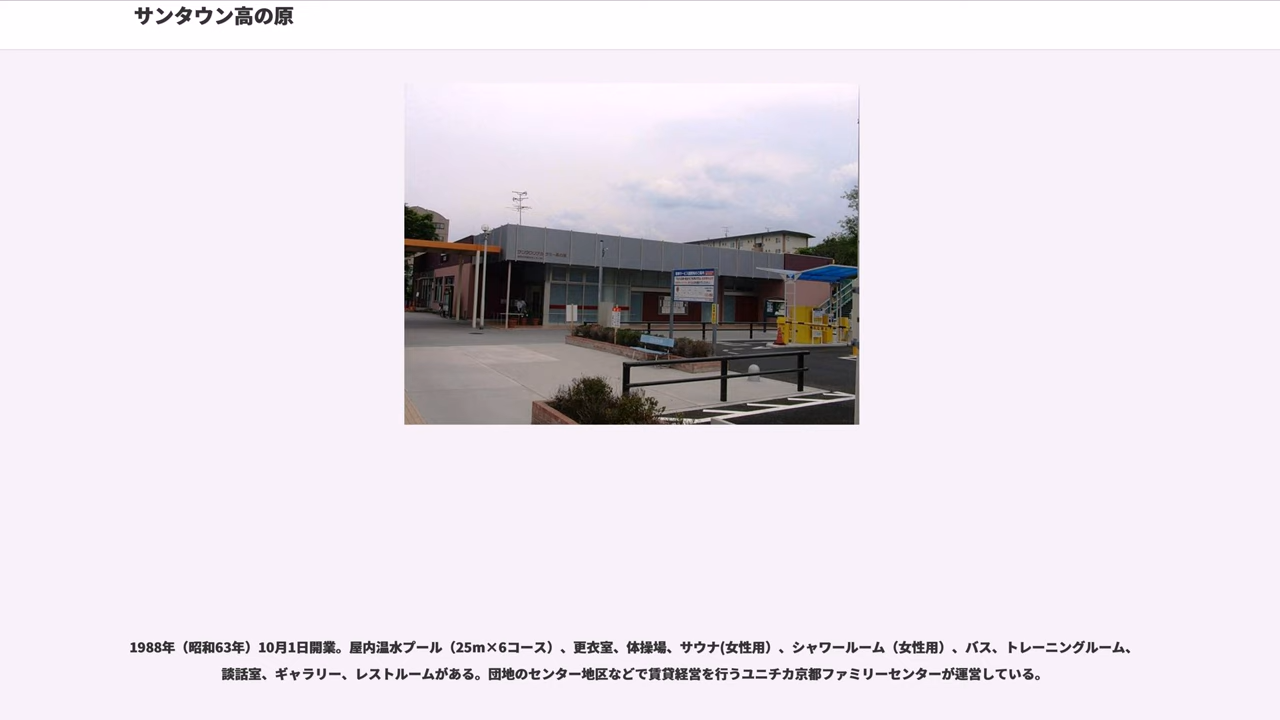 サンタウン高の原
1988年（昭和63年）10月1日開業。屋内温水プール（25m×6コース）、更衣室、体操場、サウナ(女性用）、シャワールーム（女性用）、バス、トレーニングルーム、
談話室、ギャラリー、レストルームがある。団地のセンター地区などで賃貸経営を行うユニチカ京都ファミリーセンターが運営している。